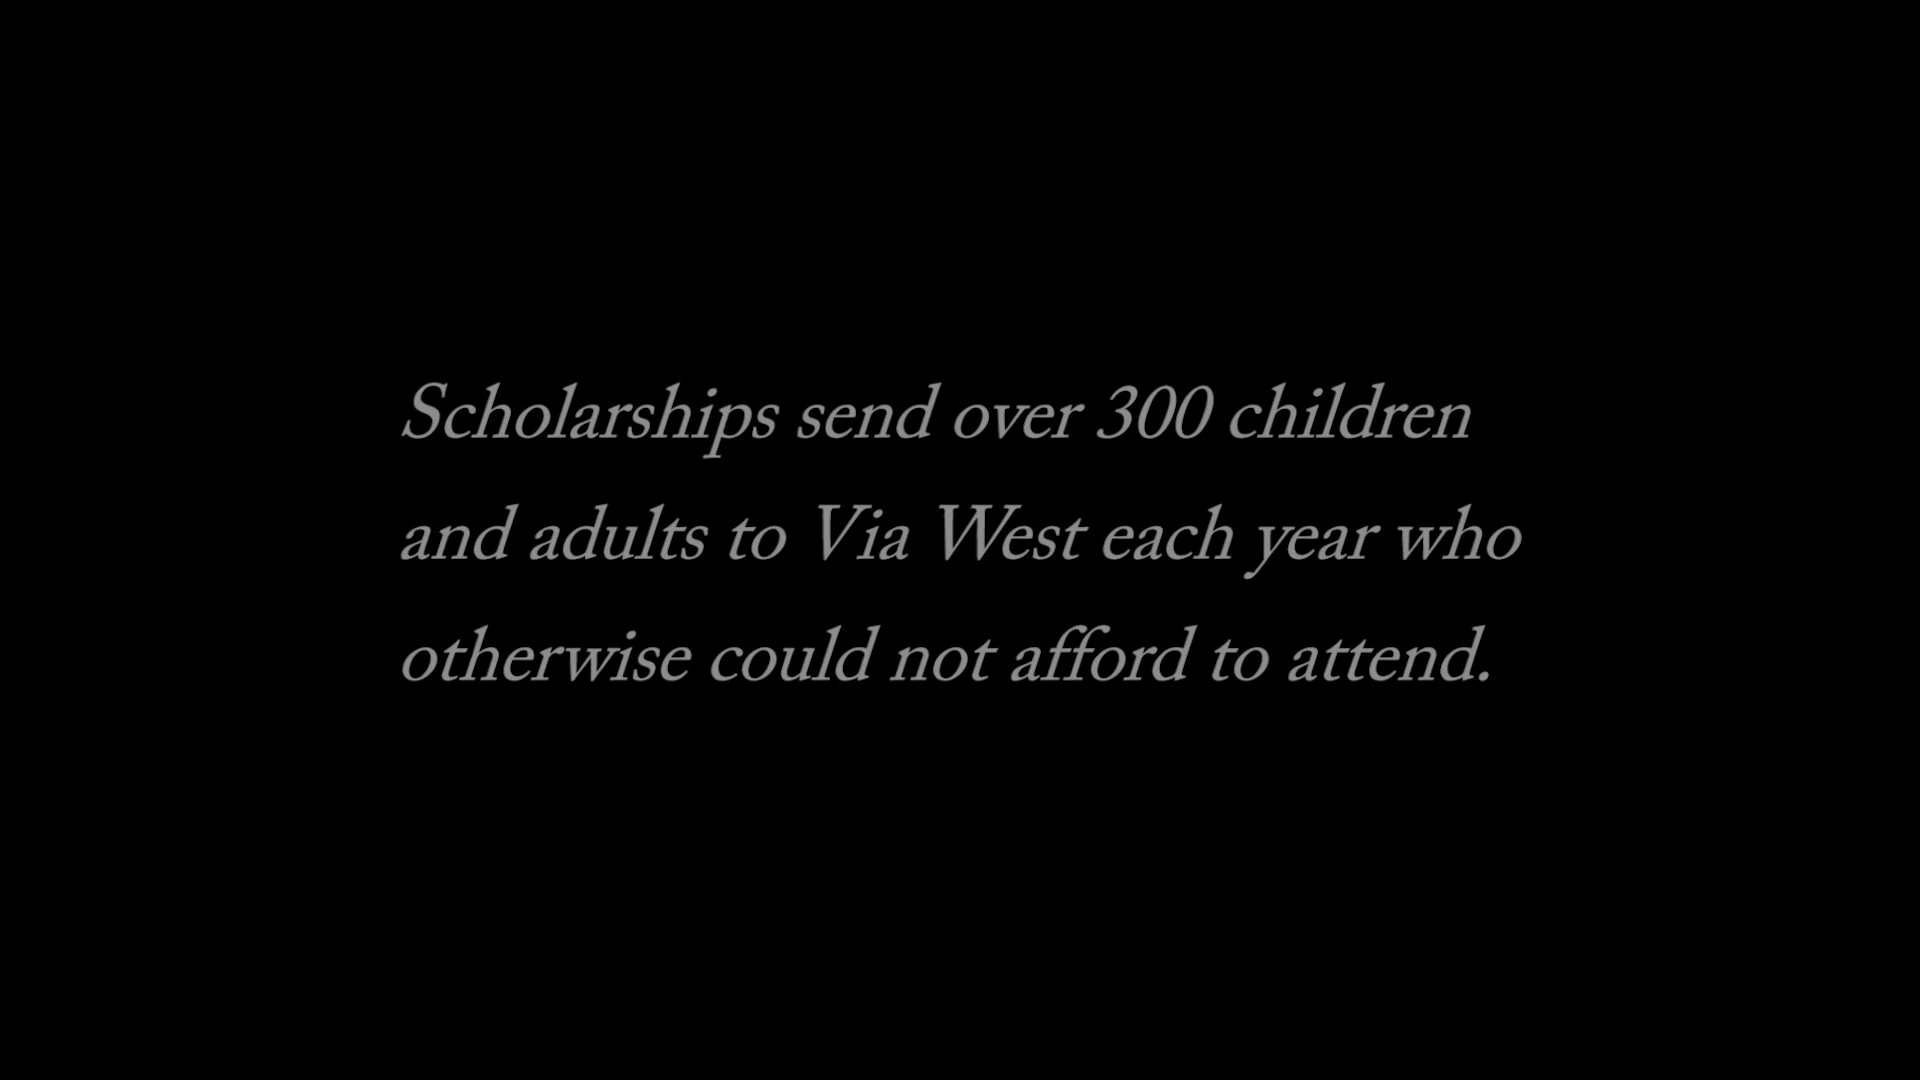 Scholarships send over 300 children
and adults to Via West each year who
otherwise could not afford to attend.